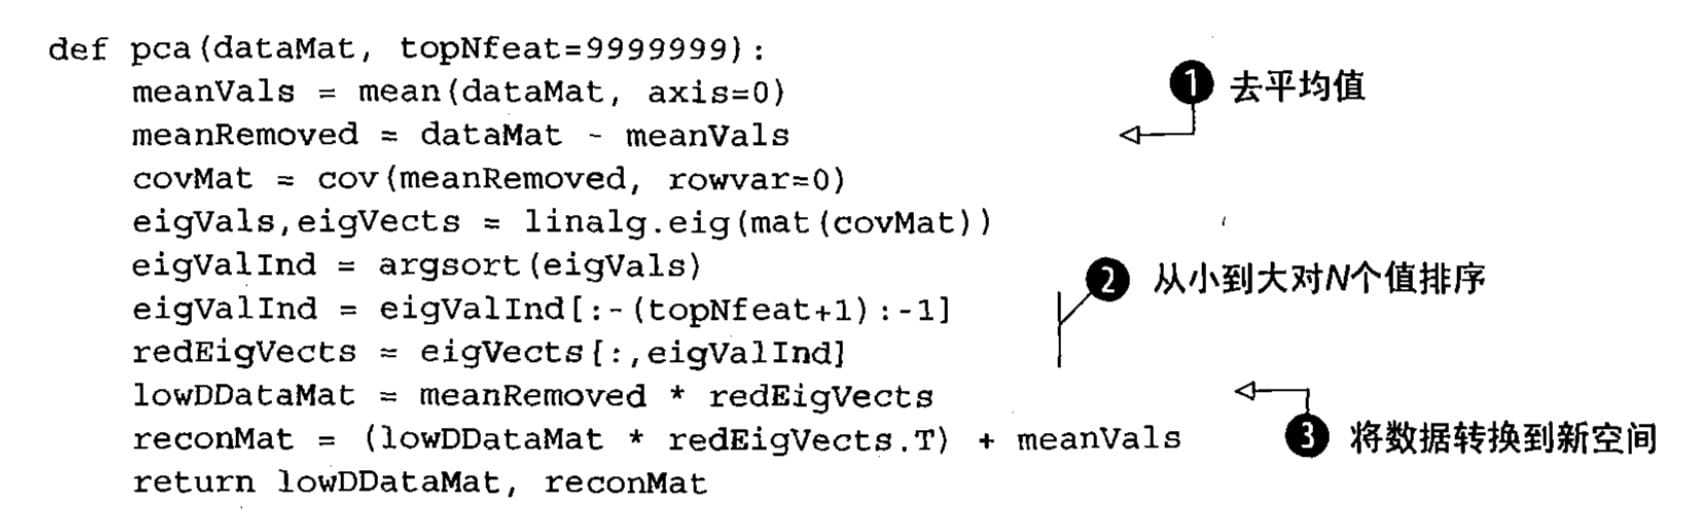 def pca(dataMat, topNfeat=9999999):
meanVals = mean(dataMat, axis=0)
❶ 去平均值
meanRemoved = dataMat - meanVals
covMat = cov(meanRemoved, rowvar=0)
eigVals,eigVects = linalg.eig(mat(covMat))
eigValInd = argsort(eigVals)
❷ 从小到大对N个值排序
eigValInd = eigValInd[:-(topNfeat+1):-1]
redEigVects = eigVects[:,eigValInd]
lowDDataMat = meanRemoved * redEigVects
reconMat = (lowDDataMat * redEigVects.T) + meanVals
❸ 将数据转换到新空间
return lowDDataMat, reconMat